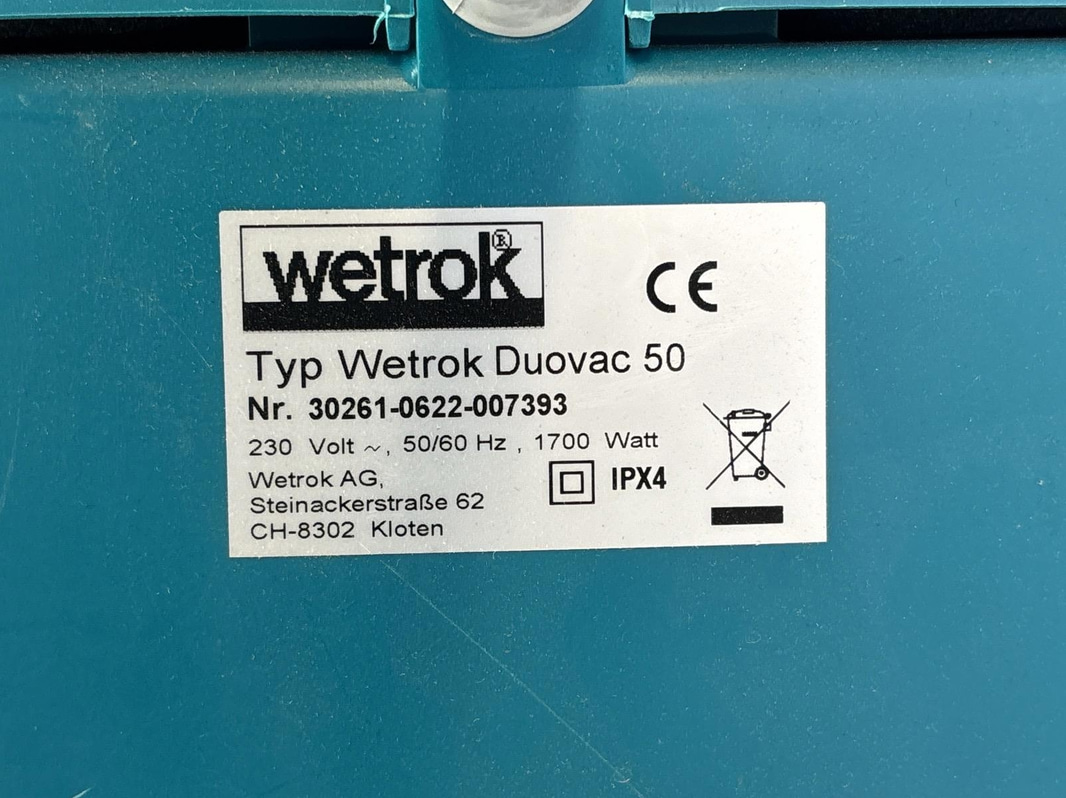 wetrok®
CE
Typ Wetrok Duovac 50
Nr. 30261-0622-007393
230 Volt ~, 50/60 Hz , 1700 Watt
Wetrok AG,
IPX4
Steinackerstraße 62
CH-8302 Kloten